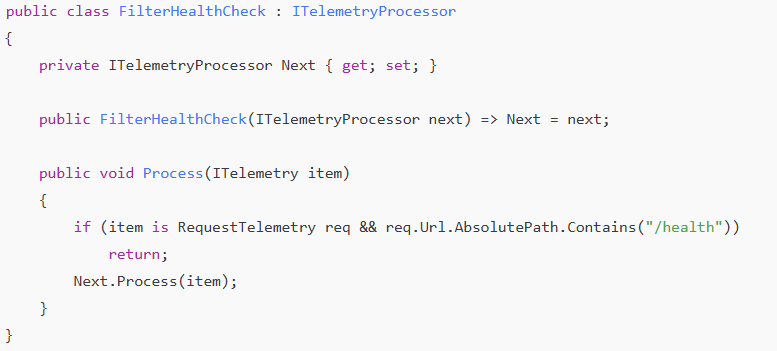 public class FilterHealthCheck : ITelemetryProcessor
{
    private ITelemetryProcessor Next { get; set; }

    public FilterHealthCheck(ITelemetryProcessor next) => Next = next;

    public void Process(ITelemetry item)
    {
        if (item is RequestTelemetry req && req.Url.AbsolutePath.Contains("/health"))
            return;
        Next.Process(item);
    }
}